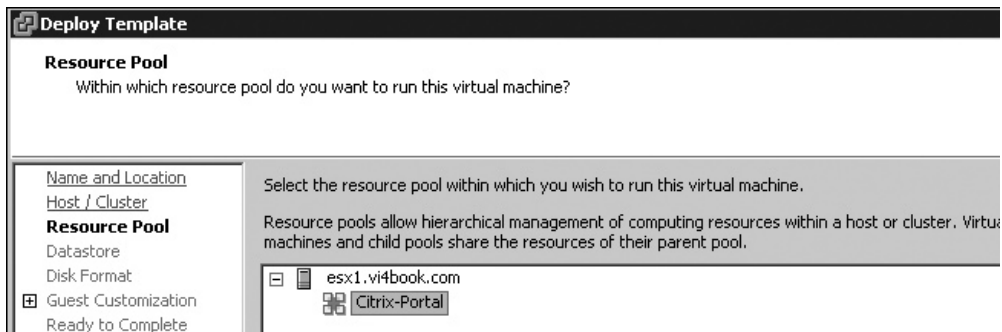 Deploy Template
Resource Pool
Within which resource pool do you want to run this virtual machine?
Name and Location
Host / Cluster
Resource Pool
Datastore
Disk Format
Guest Customization
Ready to Complete
Select the resource pool within which you wish to run this virtual machine.
Resource pools allow hierarchical management of computing resources within a host or cluster.
machines and child pools share the resources of their parent pool.
esx1.vi4book.com
Citrix-Portal